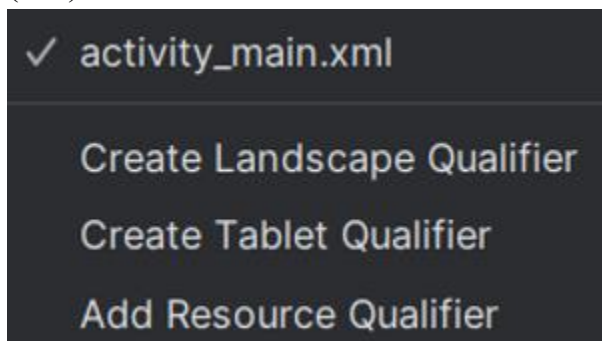 activity_main.xml
Create Landscape Qualifier
Create Tablet Qualifier
Add Resource Qualifier